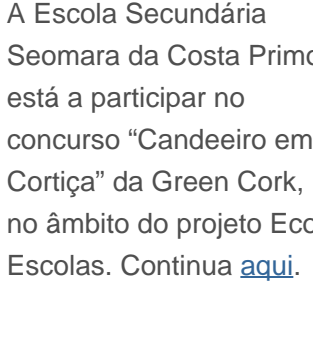 A Escola Secundária
Seomara da Costa Primo
está a participar no
concurso “Candeeiro em
Cortiça” da Green Cork,
no âmbito do projeto Eco
Escolas. Continua aqui.